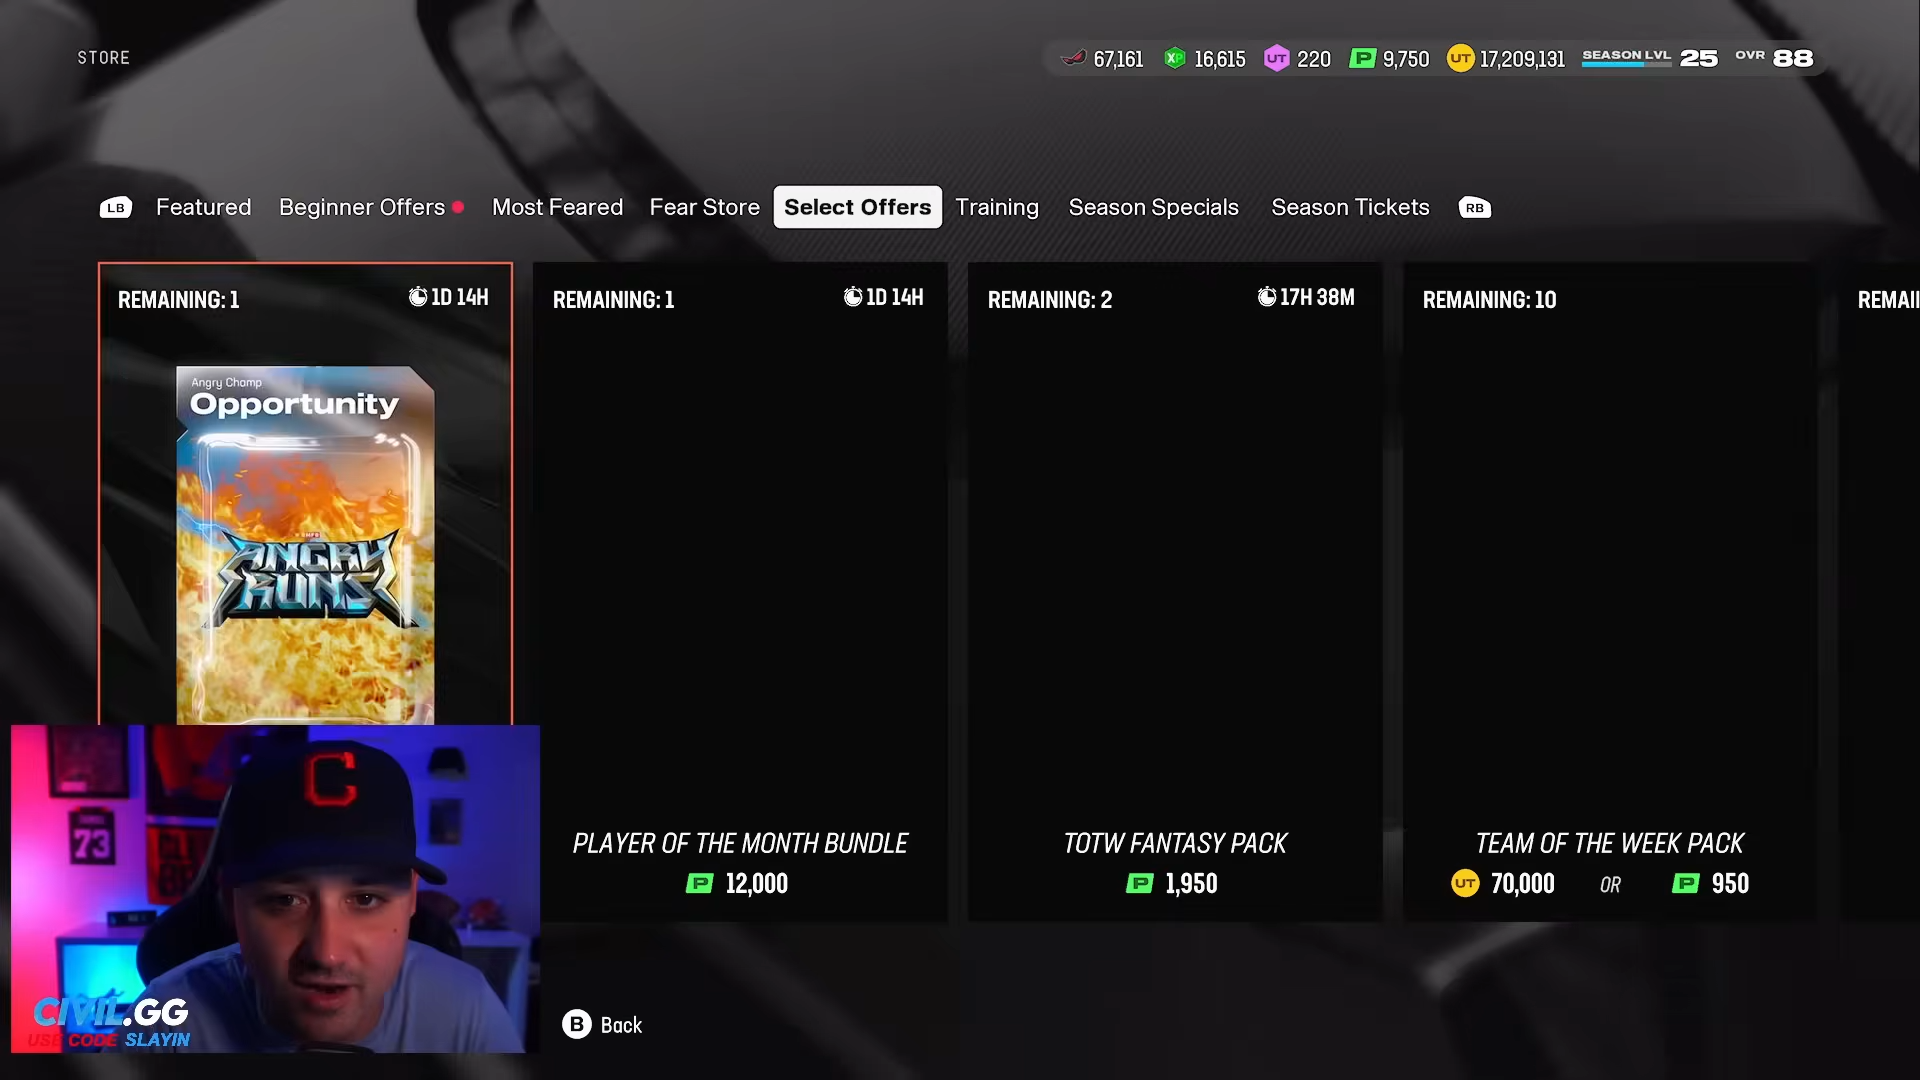 STORE
67,161
XP 16,615
UT 220
P 9,750
UT 17,209,131
SEASON LVL 25
OVR 88
LB Featured Beginner Offers Most Feared Fear Store Select Offers Training Season Specials Season Tickets RB
REMAINING: 1 1D 14H
REMAINING: 1 1D 14H
REMAINING: 2 17H 38M
REMAINING: 10
REMAI
Angry Champ
Opportunity
ANGRY
RUNS
PLAYER OF THE MONTH BUNDLE
P 12,000
TOTW FANTASY PACK
P 1,950
TEAM OF THE WEEK PACK
UT 70,000 OR P 950
C
73
CIVIL.GG
USE CODE SLAYIN
B Back